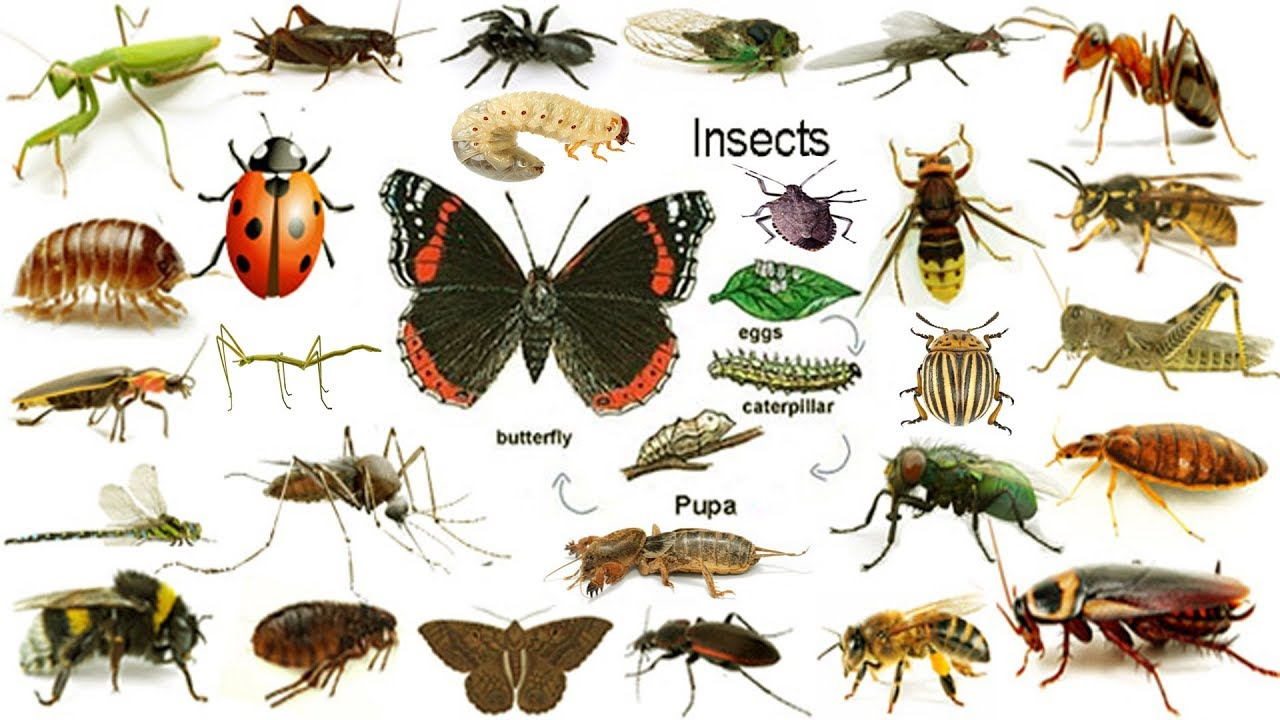 Insects
eggs
caterpillar
butterfly
Pupa